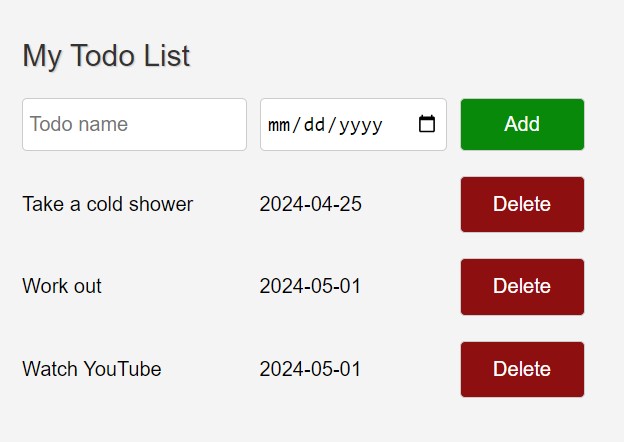 My Todo List
Todo name mm/dd/yyyy Add
Take a cold shower 2024-04-25 Delete
Work out 2024-05-01 Delete
Watch YouTube 2024-05-01 Delete